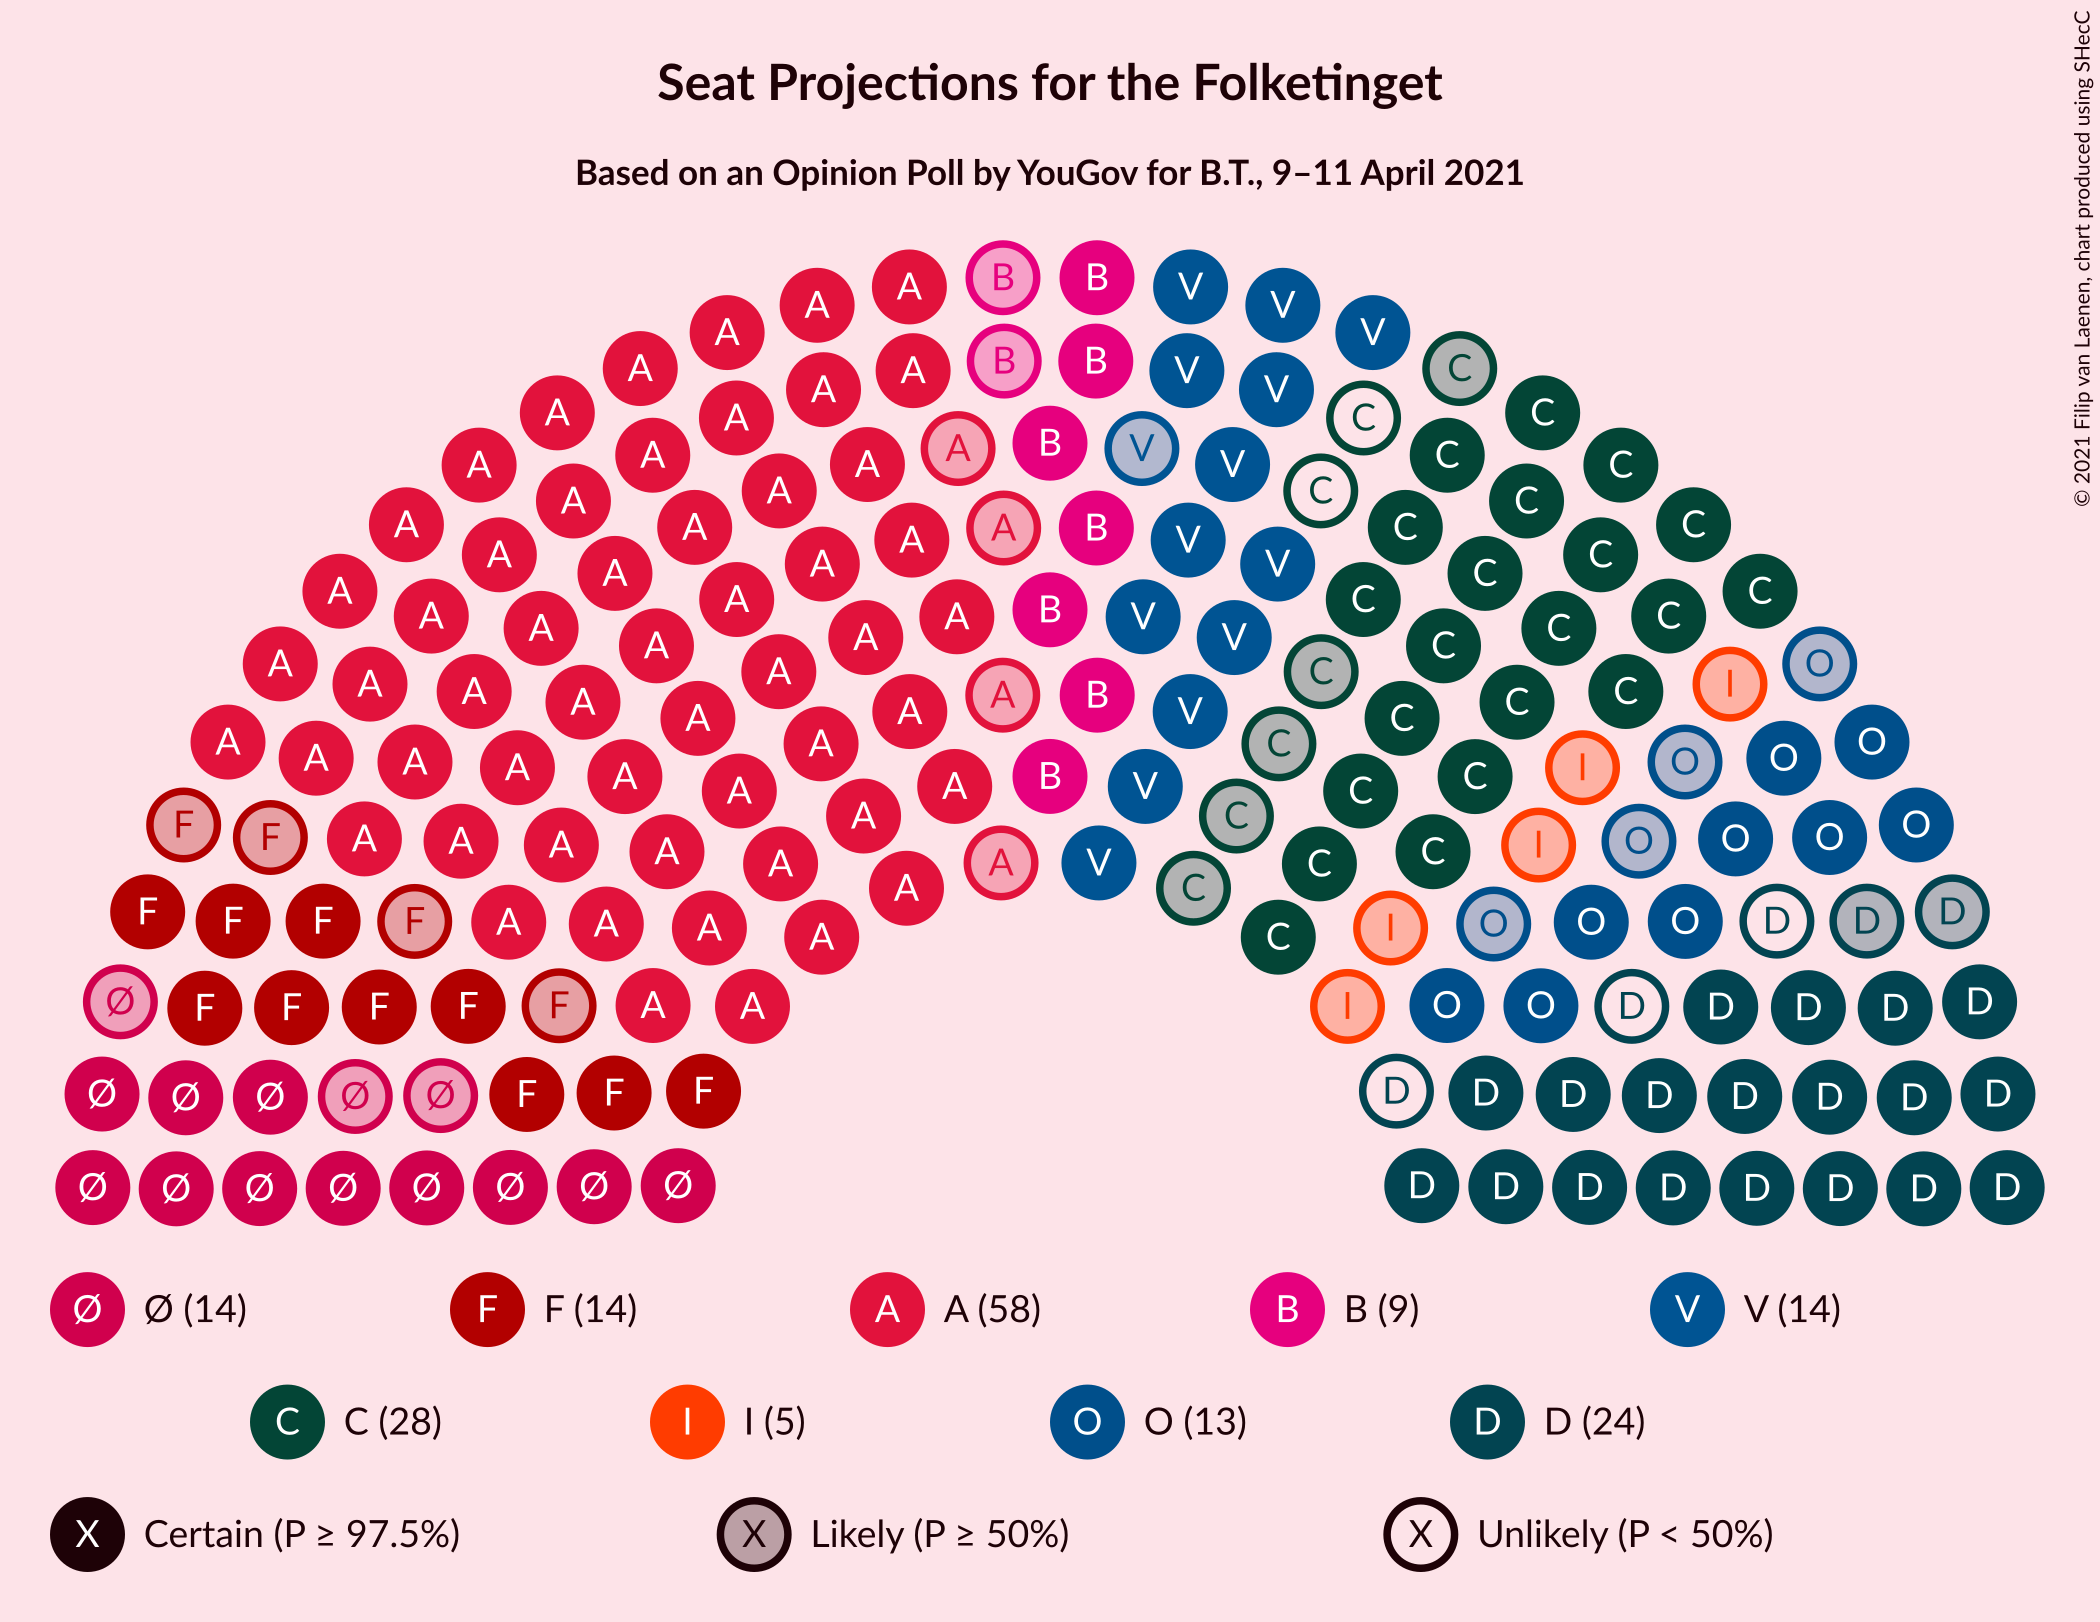 © 2021 Filip van Laenen, chart produced using SHecC
Seat Projections for the Folketinget
Based on an Opinion Poll by YouGov for B.T., 9–11 April 2021
A B B V
A V
A V
A A B B V C
A V
A A C C
A A A A B V V C C
A A C C
A A A A A B V C C C
A A V C
A A A A A A B V V C C C C
A A A A A A A A A B V C C C C C I O
A A A A A A A A B V C C C I O O O
F F A A A A A A A V C C C I O O O O
F F F F A A A A A C C I O O O D D D
Ø F F F F F A A I O O D D D D D
Ø Ø Ø Ø Ø F F F D D D D D D D D
Ø Ø Ø Ø Ø Ø Ø Ø D D D D D D D D
Ø Ø (14) F F (14) A A (58) B B (9) V V (14)
C C (28) I I (5) O O (13) D D (24)
X Certain (P ≥ 97.5%) X Likely (P ≥ 50%) X Unlikely (P < 50%)